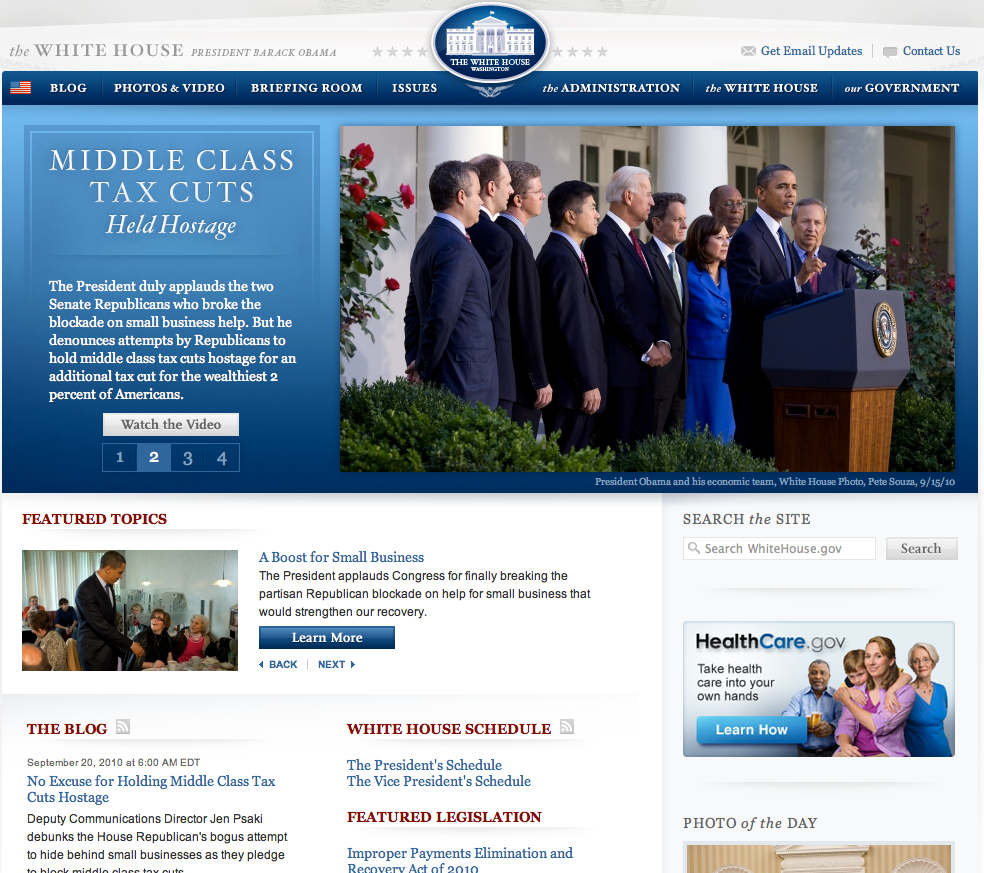 the WHITE HOUSE PRESIDENT BARACK OBAMA
THE WHITE HOUSE
WASHINGTON
Get Email Updates
Contact Us
BLOG
PHOTOS & VIDEO
BRIEFING ROOM
ISSUES
the ADMINISTRATION
the WHITE HOUSE
our GOVERNMENT
MIDDLE CLASS
TAX CUTS
Held Hostage
The President duly applauds the two
Senate Republicans who broke the
blockade on small business help. But he
denounces attempts by Republicans to
hold middle class tax cuts hostage for an
additional tax cut for the wealthiest 2
percent of Americans.
Watch the Video
1 2 3 4
President Obama and his economic team, White House Photo, Pete Souza, 9/15/10
FEATURED TOPICS
A Boost for Small Business
The President applauds Congress for finally breaking the
partisan Republican blockade on help for small business that
would strengthen our recovery.
Learn More
BACK
NEXT
SEARCH the SITE
Search WhiteHouse.gov
Search
HealthCare.gov
Take health
care into your
own hands
Learn How
THE BLOG
September 20, 2010 at 6:00 AM EDT
No Excuse for Holding Middle Class Tax
Cuts Hostage
Deputy Communications Director Jen Psaki
debunks the House Republican's bogus attempt
to hide behind small businesses as they pledge
to block middle class tax cuts
WHITE HOUSE SCHEDULE
The President's Schedule
The Vice President's Schedule
FEATURED LEGISLATION
Improper Payments Elimination and
Recovery Act of 2010
PHOTO of the DAY